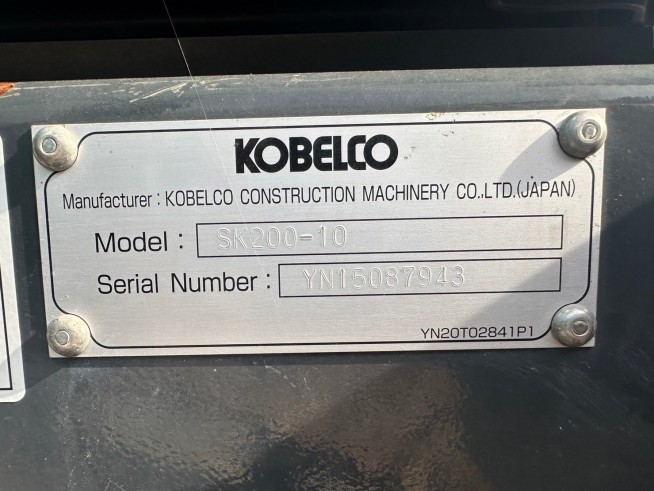 KOBELCO
Manufacturer : KOBELCO CONSTRUCTION MACHINERY CO.,LTD.(JAPAN)
Model : SK200-10
Serial Number : YN15087943
YN20T02841P1